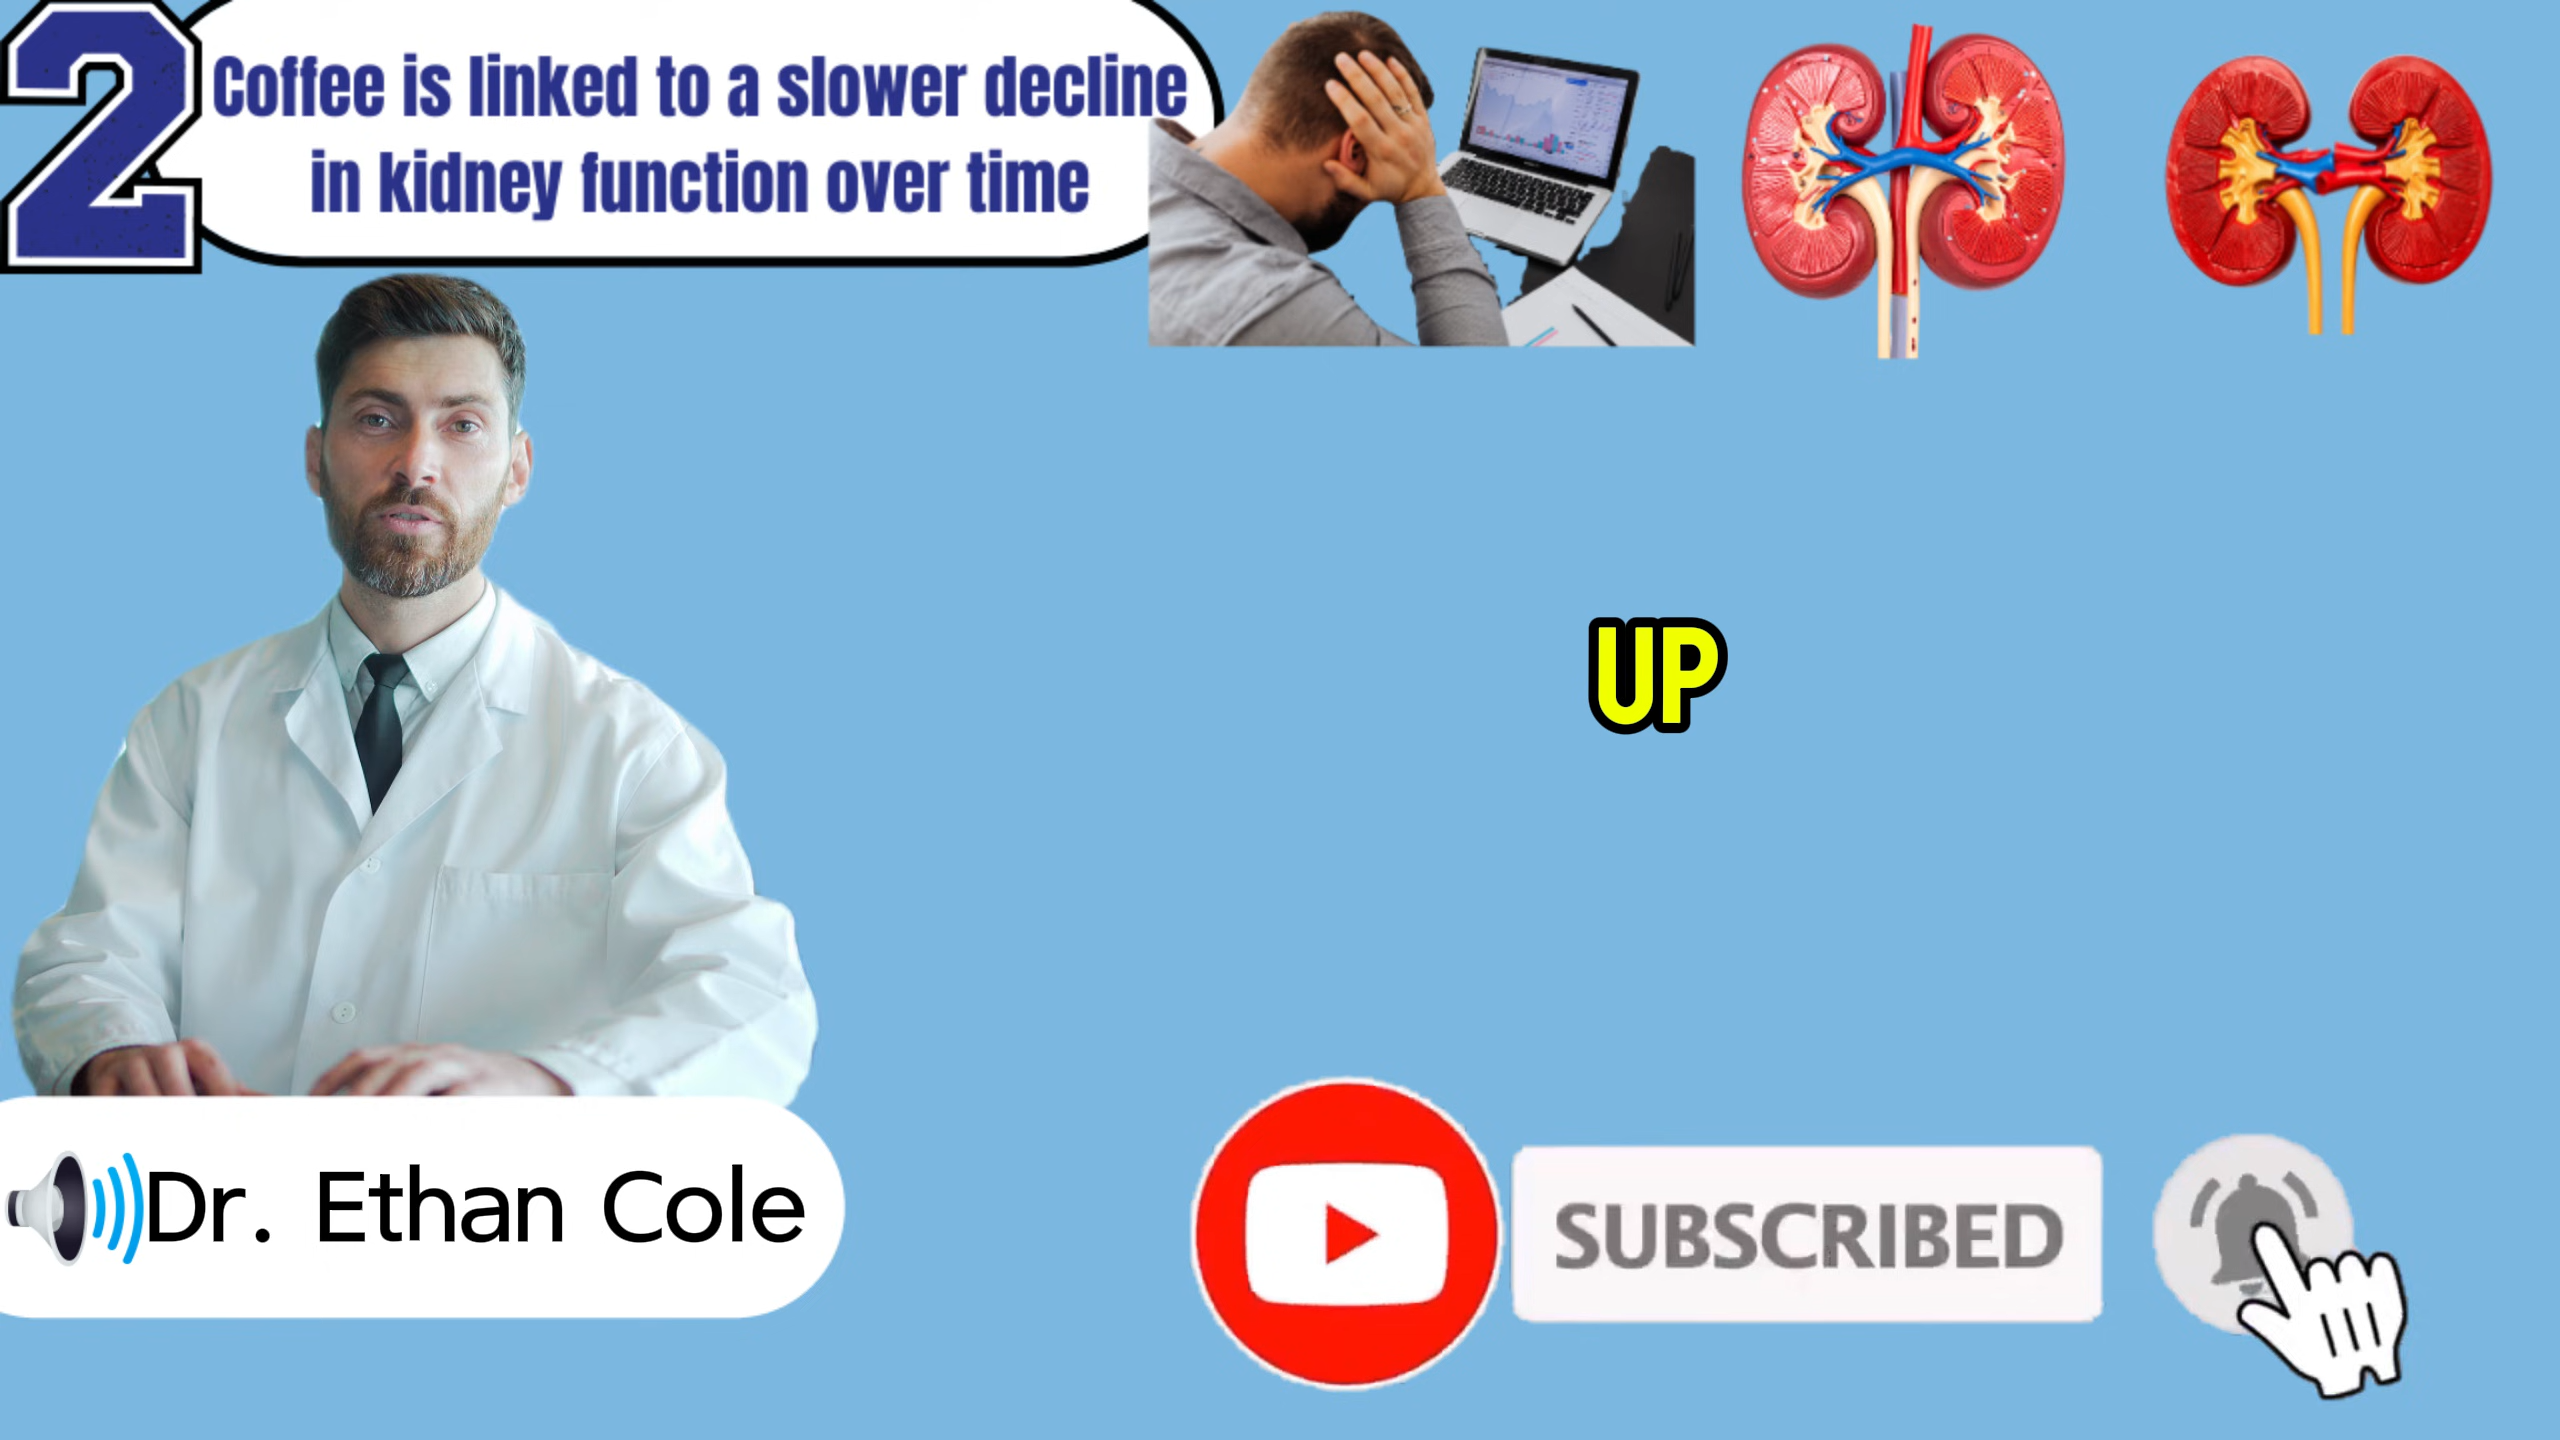 2
Coffee is linked to a slower decline
in kidney function over time
UP
Dr. Ethan Cole
SUBSCRIBED